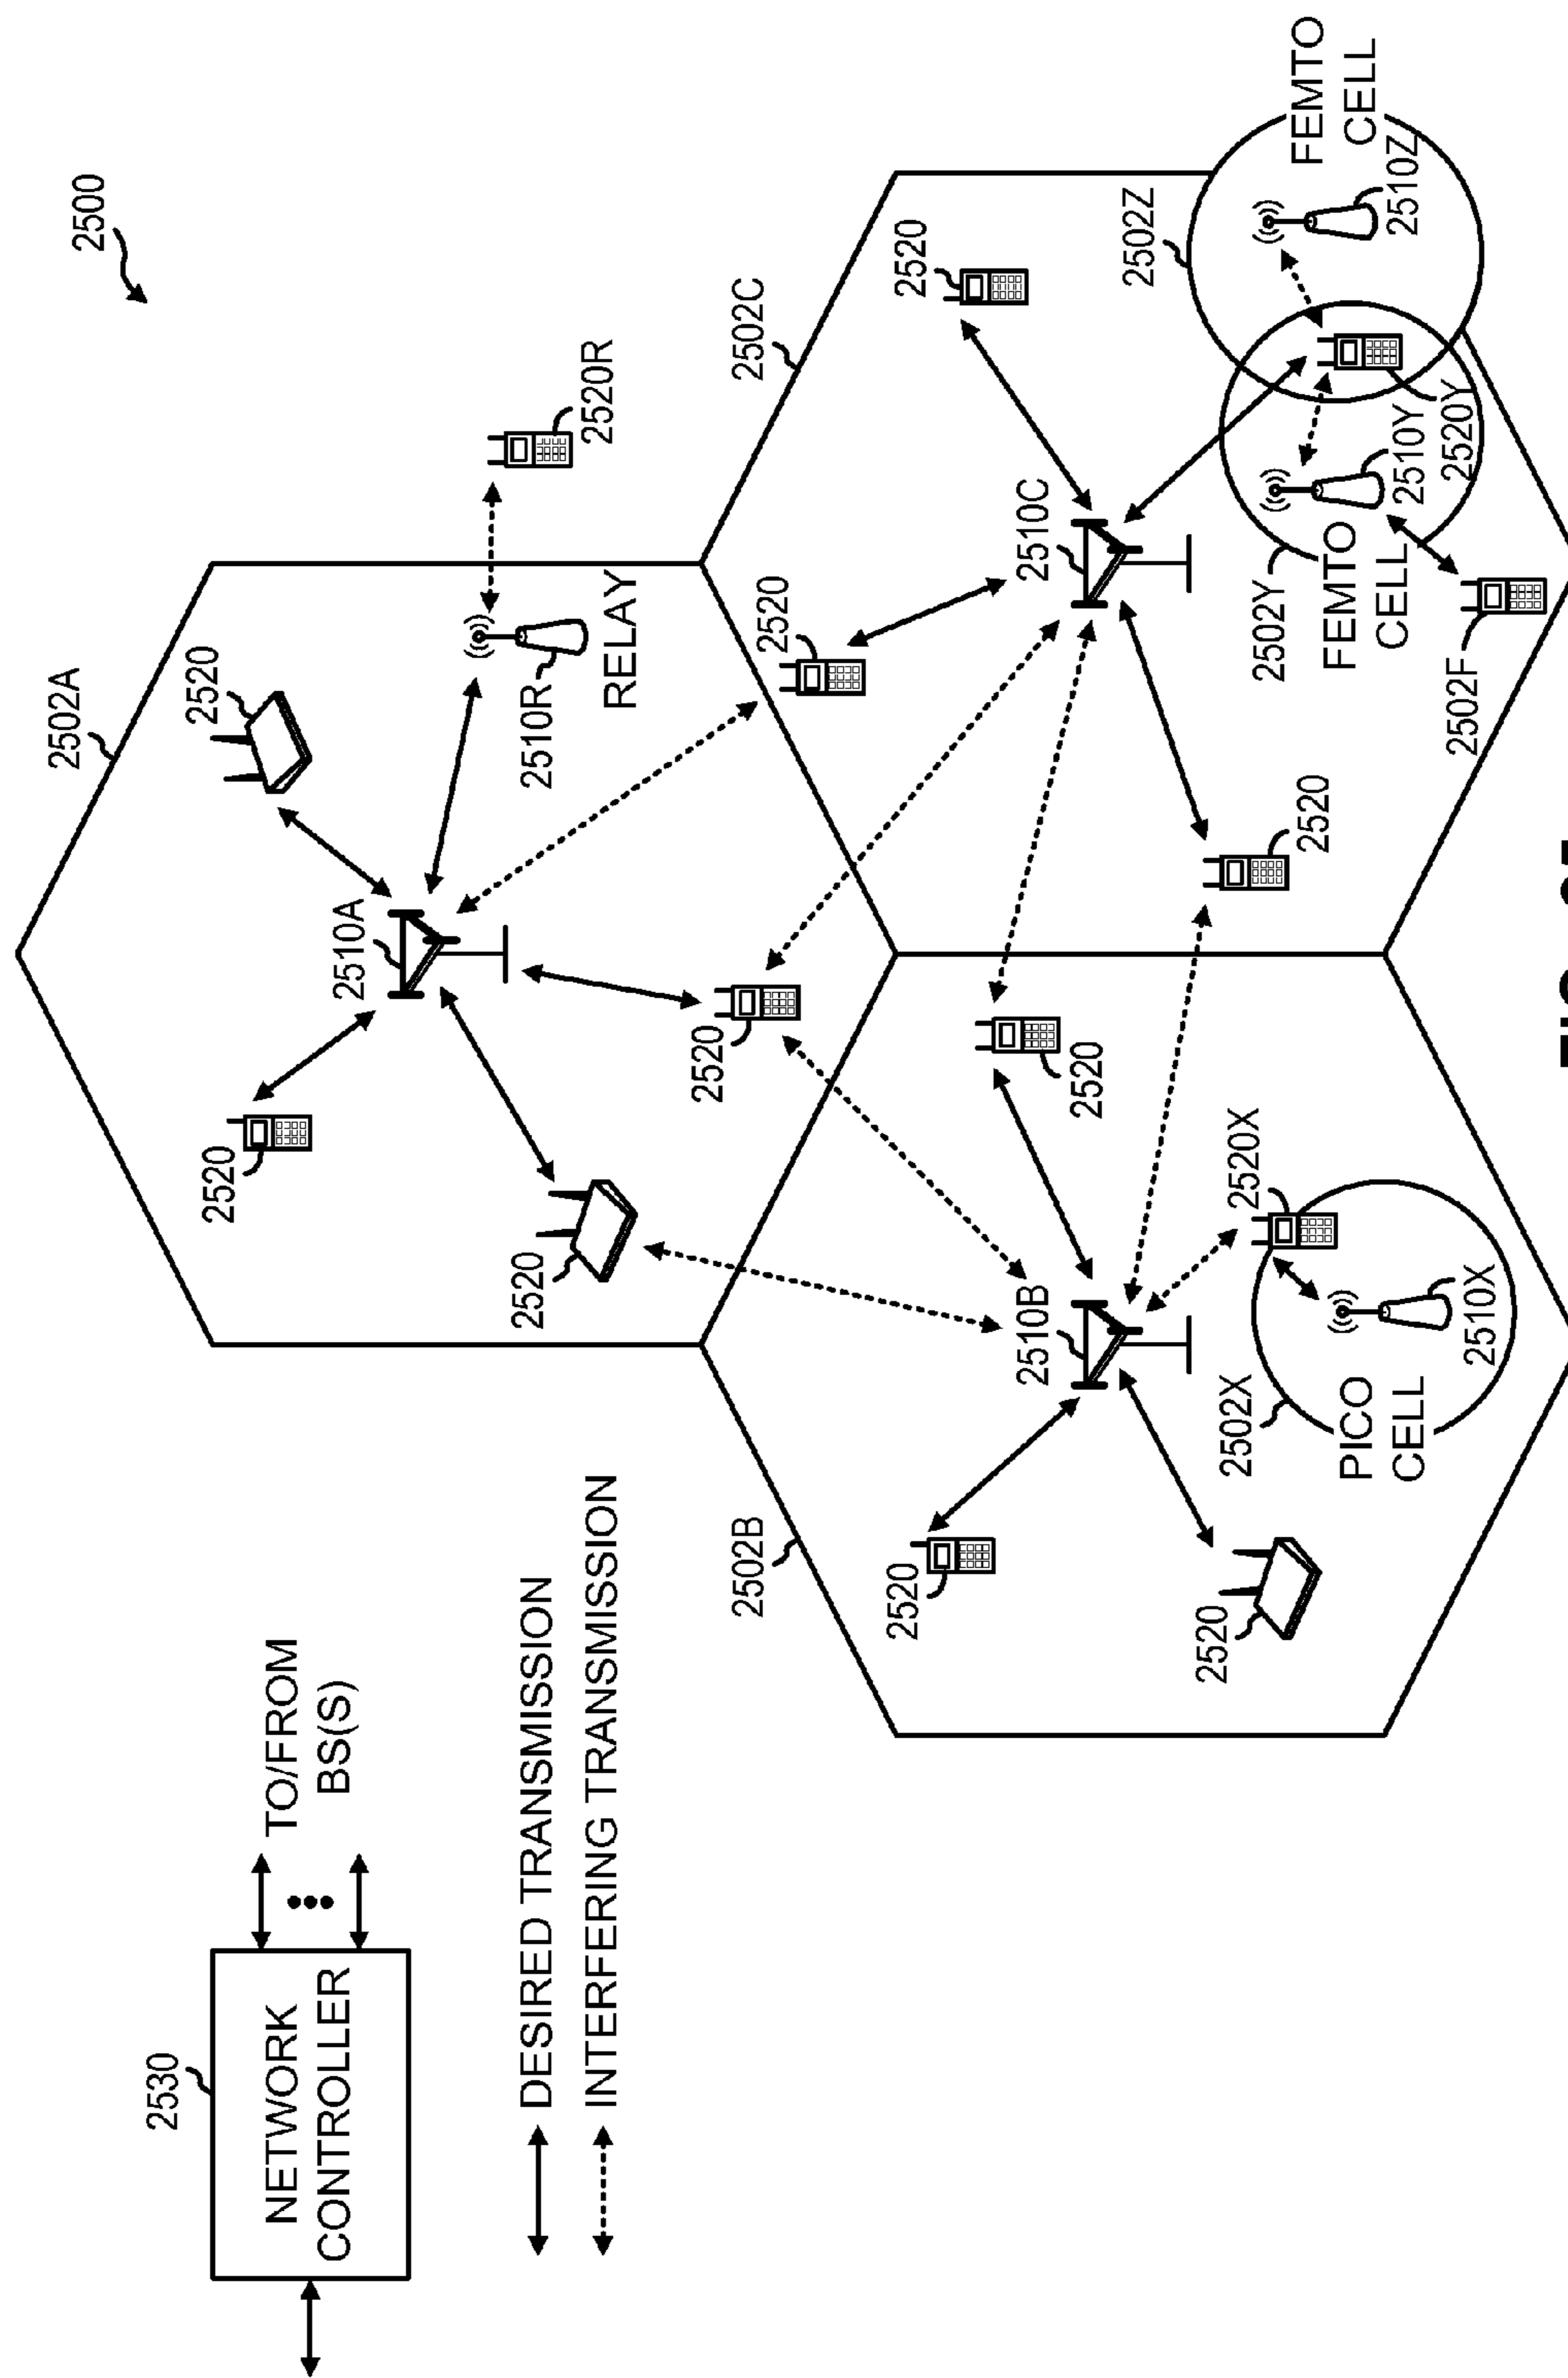 2500
2530
NETWORK
CONTROLLER
TO/FROM
BS(S)
DESIRED TRANSMISSION
INTERFERING TRANSMISSION
2502A
2520
2520
2510A
2520
2520
2510R
RELAY
2520R
2502B
2520
2520
2510B
2520
2502X
PICO
CELL
2510X
2520X
2502C
2520
2520
2510C
2520
2502Y
FEMTO
CELL
2510Y
2520Y
2502F
2502Z
FEMTO
CELL
2510Z